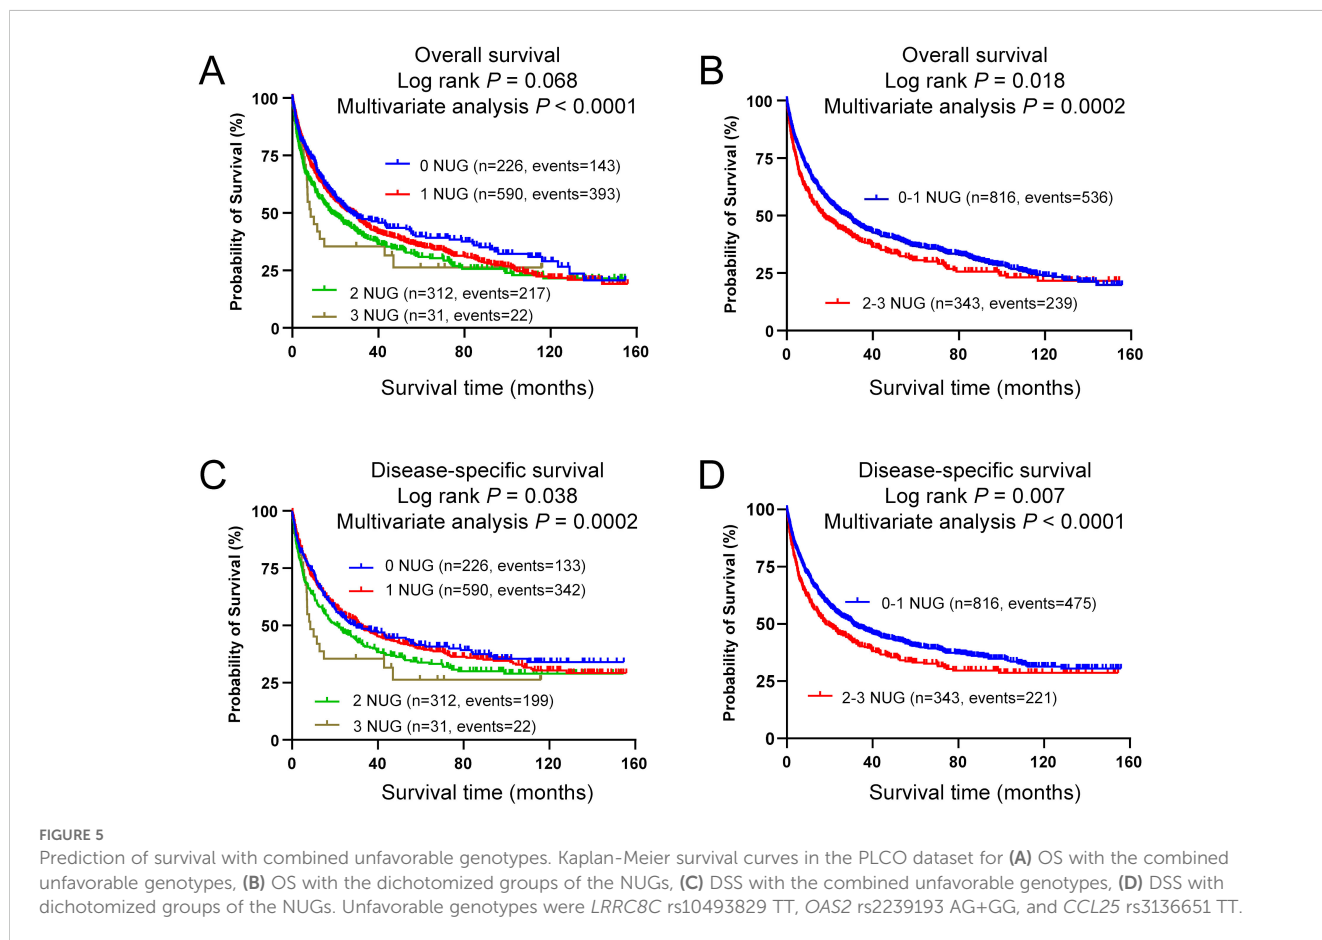 A
Overall survival
Log rank P = 0.068
Multivariate analysis P < 0.0001
Probability of Survival (%)
100
75
50
25
0
0 NUG (n=226, events=143)
1 NUG (n=590, events=393)
2 NUG (n=312, events=217)
3 NUG (n=31, events=22)
0 40 80 120 160
Survival time (months)
B
Overall survival
Log rank P = 0.018
Multivariate analysis P = 0.0002
Probability of Survival (%)
100
75
50
25
0
0-1 NUG (n=816, events=536)
2-3 NUG (n=343, events=239)
0 40 80 120 160
Survival time (months)
C
Disease-specific survival
Log rank P = 0.038
Multivariate analysis P = 0.0002
Probability of Survival (%)
100
75
50
25
0
0 NUG (n=226, events=133)
1 NUG (n=590, events=342)
2 NUG (n=312, events=199)
3 NUG (n=31, events=22)
0 40 80 120 160
Survival time (months)
D
Disease-specific survival
Log rank P = 0.007
Multivariate analysis P < 0.0001
Probability of Survival (%)
100
75
50
25
0
0-1 NUG (n=816, events=475)
2-3 NUG (n=343, events=221)
0 40 80 120 160
Survival time (months)
FIGURE 5
Prediction of survival with combined unfavorable genotypes. Kaplan-Meier survival curves in the PLCO dataset for (A) OS with the combined
unfavorable genotypes, (B) OS with the dichotomized groups of the NUGs, (C) DSS with the combined unfavorable genotypes, (D) DSS with
dichotomized groups of the NUGs. Unfavorable genotypes were LRRC8C rs10493829 TT, OAS2 rs2239193 AG+GG, and CCL25 rs3136651 TT.